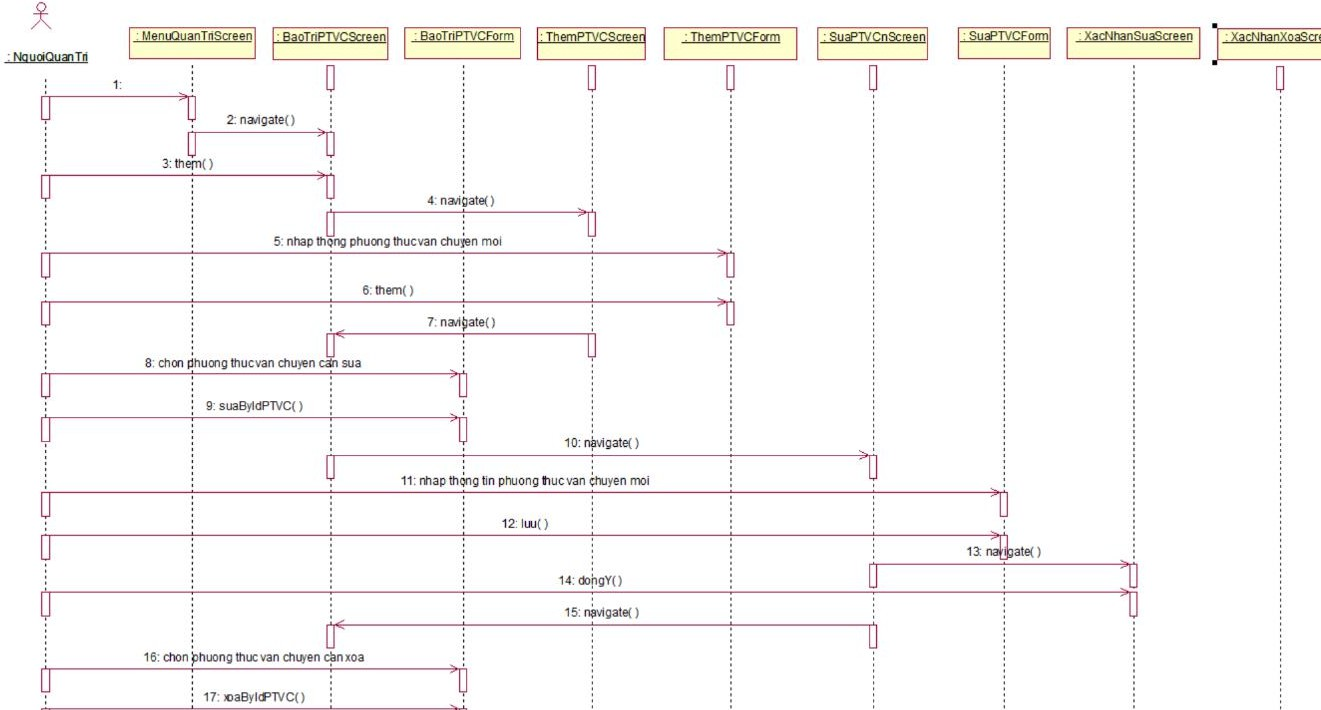 : NguoiQuanTri
: MenuQuanTriScreen
: BaoTriPTVCScreen
: BaoTriPTVCForm
: ThemPTVCScreen
: ThemPTVCForm
: SuaPTVCnScreen
: SuaPTVCForm
: XacNhanSuaScreen
: XacNhanXoaScre
1:
2: navigate( )
3: them( )
4: navigate( )
5: nhap thong phuong thuc van chuyen moi
6: them( )
7: navigate( )
8: chon phuong thuc van chuyen can sua
9: suaByIdPTVC( )
10: navigate( )
11: nhap thong tin phuong thuc van chuyen moi
12: luu( )
13: navigate( )
14: dongY( )
15: navigate( )
16: chon phuong thuc van chuyen can xoa
17: xoaByIdPTVC( )